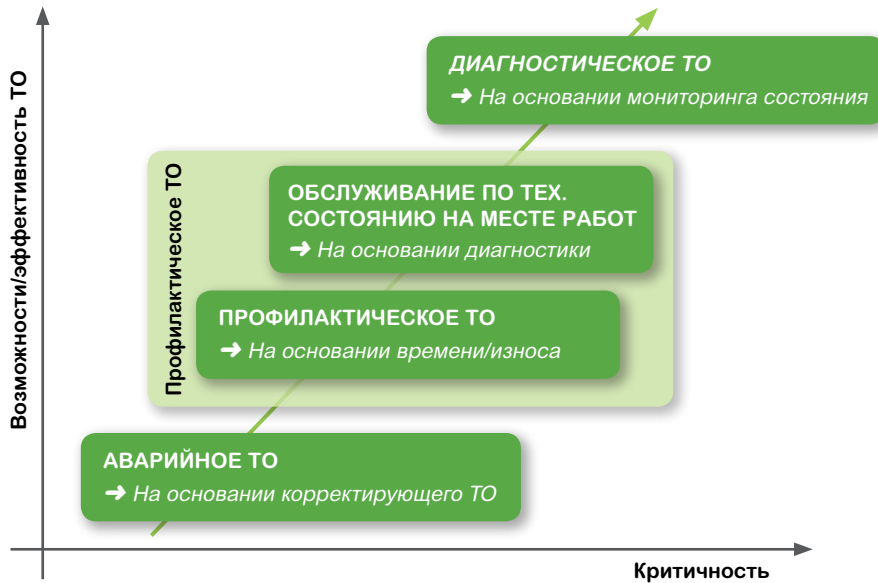 Возможности/эффективность ТО
ДИАГНОСТИЧЕСКОЕ ТО
➜ На основании мониторинга состояния
Профилактическое ТО
ОБСЛУЖИВАНИЕ ПО ТЕХ.
СОСТОЯНИЮ НА МЕСТЕ РАБОТ
➜ На основании диагностики
ПРОФИЛАКТИЧЕСКОЕ ТО
➜ На основании времени/износа
АВАРИЙНОЕ ТО
➜ На основании корректирующего ТО
Критичность